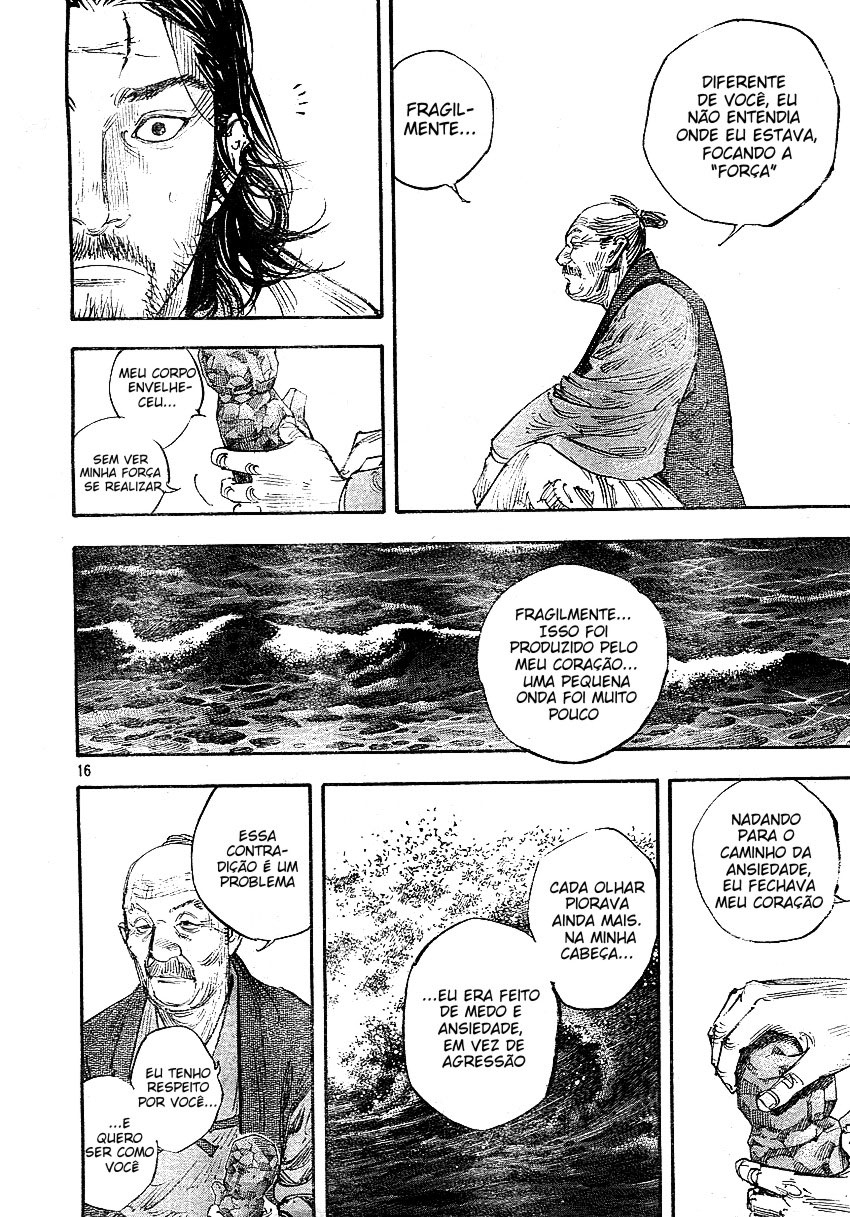 DIFERENTE
DE VOCÊ, EU
NÃO ENTENDIA
ONDE EU ESTAVA,
FOCANDO A
"FORÇA"
FRAGIL-
MENTE...
MEU CORPO
ENVELHE-
CEU...
SEM VER
MINHA FORÇA
SE REALIZAR
FRAGILMENTE...
ISSO FOI
PRODUZIDO PELO
MEU CORAÇÃO...
UMA PEQUENA
ONDA FOI MUITO
POUCO
16
NADANDO
PARA O
CAMINHO DA
ANSIEDADE,
EU FECHAVA
MEU CORAÇÃO
CADA OLHAR
PIORAVA
AINDA MAIS.
NA MINHA
CABEÇA...
...EU ERA FEITO
DE MEDO E
ANSIEDADE,
EM VEZ DE
AGRESSÃO
ESSA
CONTRA-
DIÇÃO É UM
PROBLEMA
EU TENHO
RESPEITO
POR VOCÊ...
...E
QUERO
SER COMO
VOCÊ